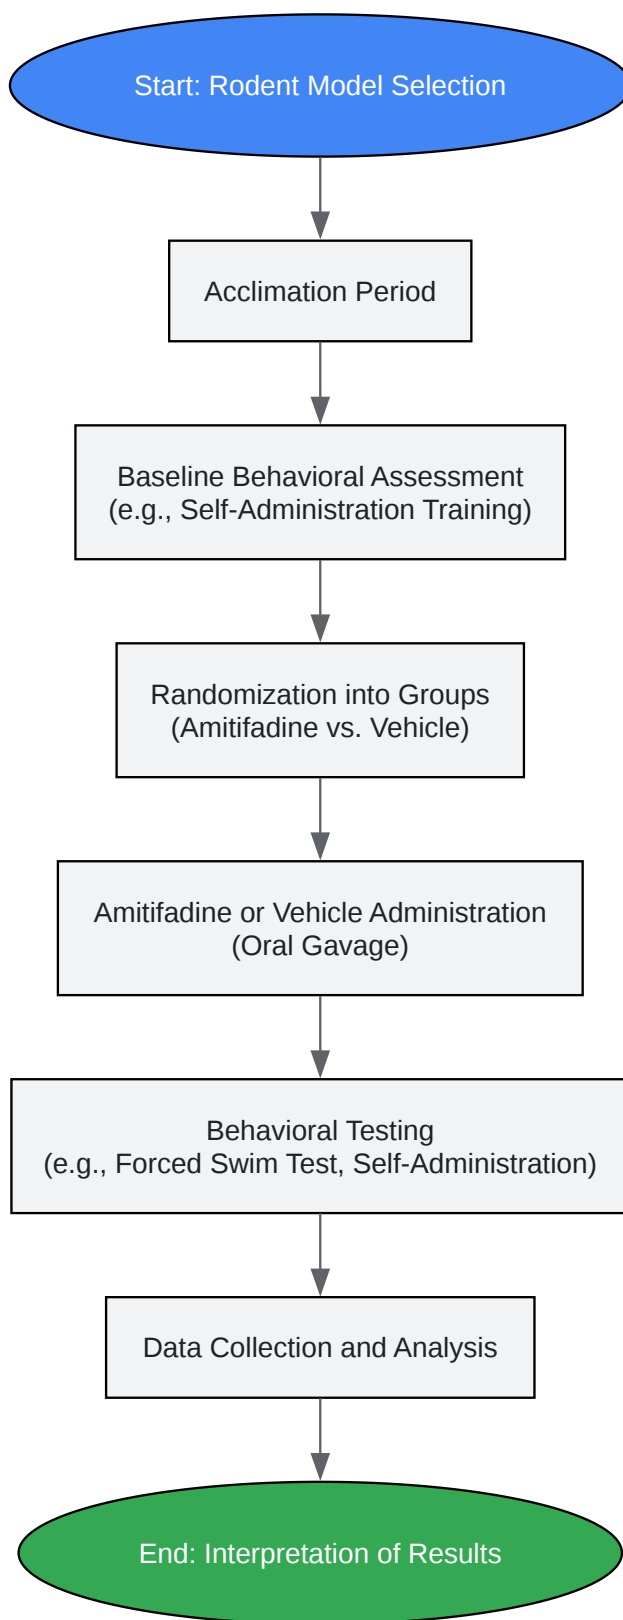 Start: Rodent Model Selection
Acclimation Period
Baseline Behavioral Assessment
(e.g., Self-Administration Training)
Randomization into Groups
(Amitifadine vs. Vehicle)
Amitifadine or Vehicle Administration
(Oral Gavage)
Behavioral Testing
(e.g., Forced Swim Test, Self-Administration)
Data Collection and Analysis
End: Interpretation of Results